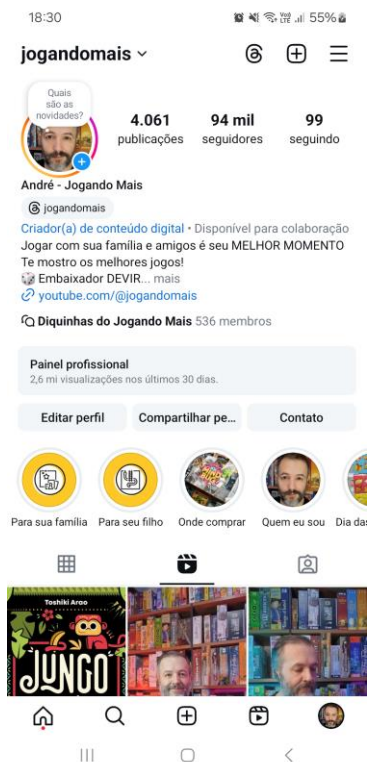 18:30
Vo))
LTE
55%
jogandomais
Quais
são as
novidades?
4.061
94 mil
99
publicações
seguidores
seguindo
André - Jogando Mais
jogandomais
Criador(a) de conteúdo digital • Disponível para colaboração
Jogar com sua família e amigos é seu MELHOR MOMENTO
Te mostro os melhores jogos!
🎲 Embaixador DEVIR... mais
youtube.com/@jogandomais
Diquinhas do Jogando Mais 536 membros
Painel profissional
2,6 mi visualizações nos últimos 30 dias.
Editar perfil
Compartilhar pe...
Contato
Para sua família
Para seu filho
Onde comprar
Quem eu sou
Dia das
Toshiki Arao
JUNGO